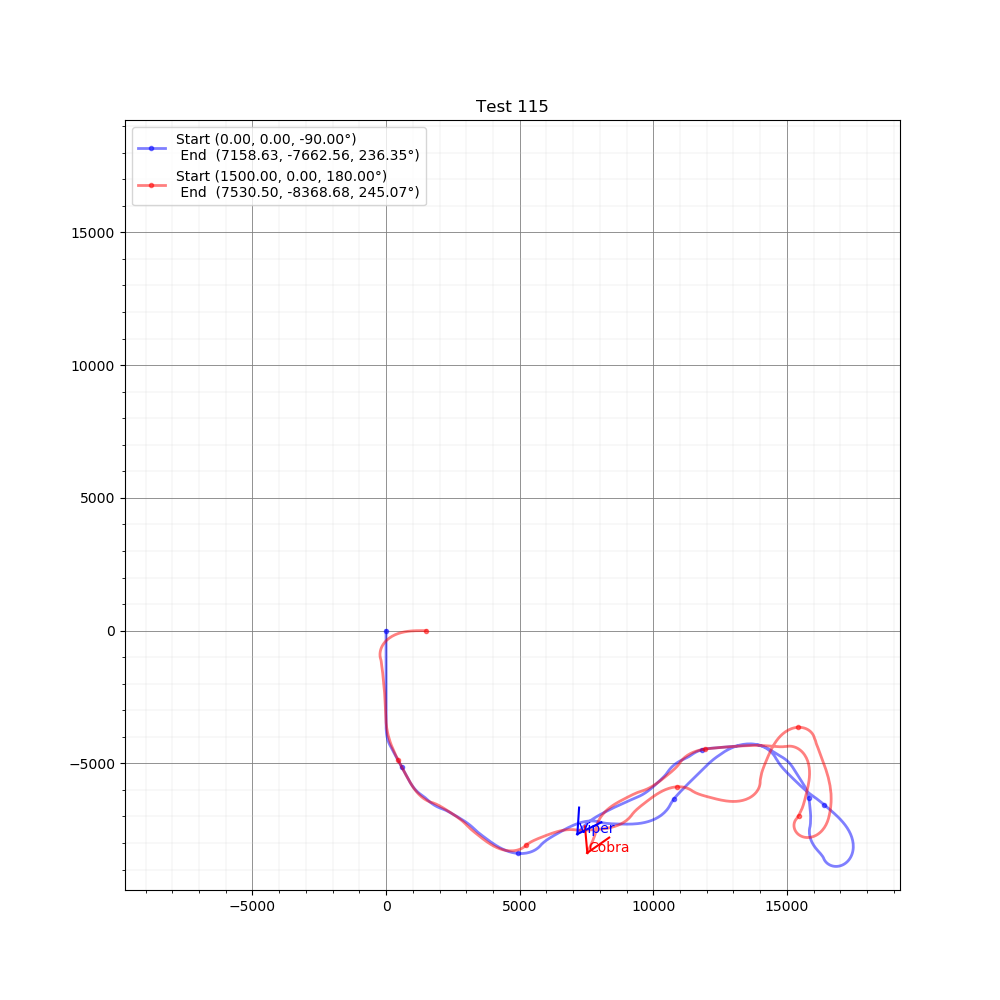 Test 115
Start (0.00, 0.00, -90.00°)
End  (7158.63, -7662.56, 236.35°)
Start (1500.00, 0.00, 180.00°)
End  (7530.50, -8368.68, 245.07°)
15000
10000
5000
0
−5000
Viper
Cobra
−5000
0
5000
10000
15000